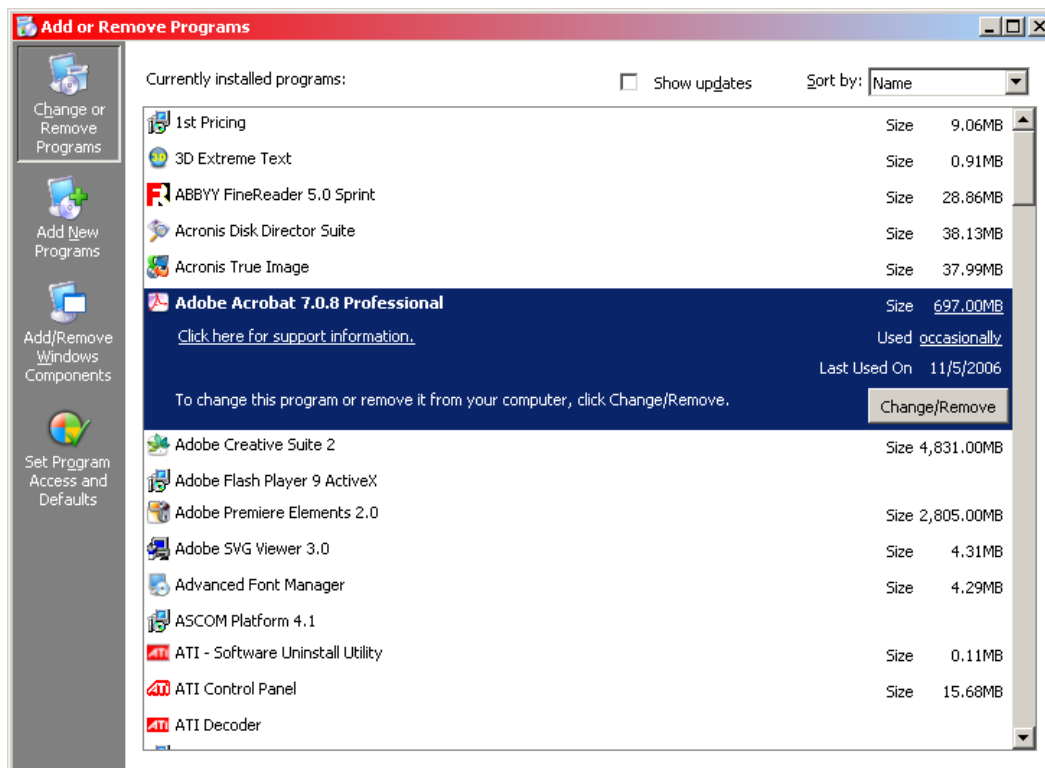 Add or Remove Programs
Change or
Remove
Programs
Add New
Programs
Add/Remove
Windows
Components
Set Program
Access and
Defaults
Currently installed programs:
Show updates
Sort by: Name
1st Pricing Size 9.06MB
3D Extreme Text Size 0.91MB
ABBYY FineReader 5.0 Sprint Size 28.86MB
Acronis Disk Director Suite Size 38.13MB
Acronis True Image Size 37.99MB
Adobe Acrobat 7.0.8 Professional Size 697.00MB
Click here for support information. Used occasionally
Last Used On 11/5/2006
To change this program or remove it from your computer, click Change/Remove. Change/Remove
Adobe Creative Suite 2 Size 4,831.00MB
Adobe Flash Player 9 ActiveX
Adobe Premiere Elements 2.0 Size 2,805.00MB
Adobe SVG Viewer 3.0 Size 4.31MB
Advanced Font Manager Size 4.29MB
ASCOM Platform 4.1
ATI - Software Uninstall Utility Size 0.11MB
ATI Control Panel Size 15.68MB
ATI Decoder